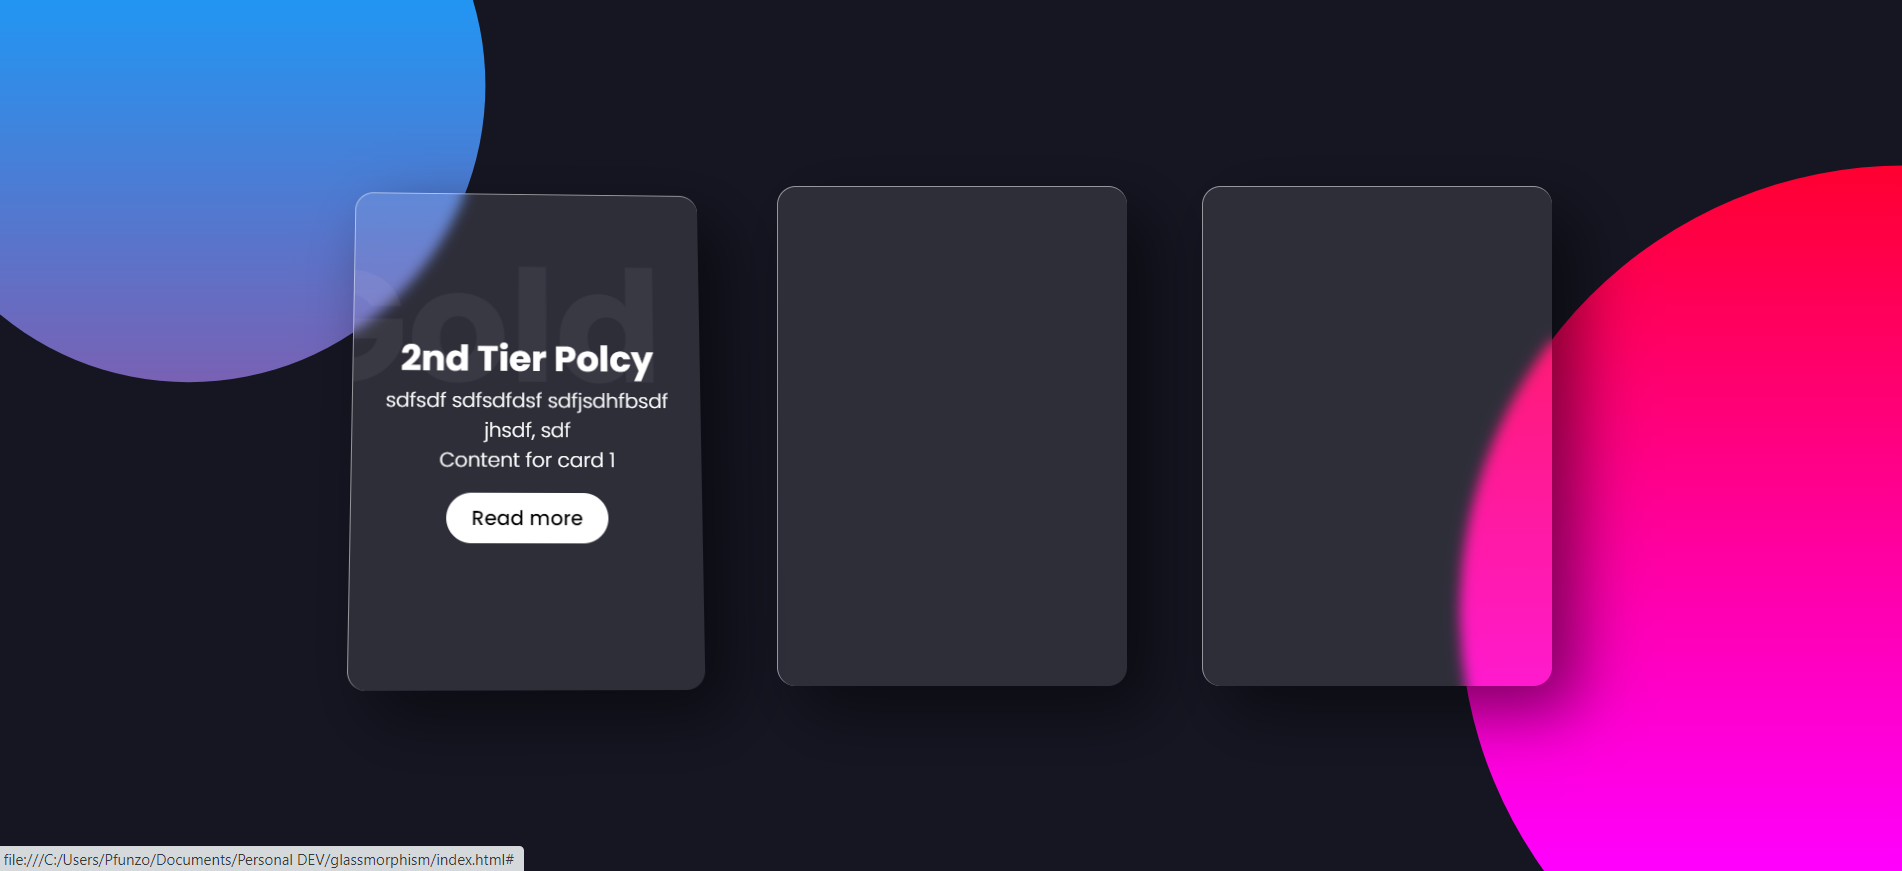 Gold
2nd Tier Polcy
sdfsdf sdfsdfdsf sdfjsdhfbsdf
jhsdf, sdf
Content for card 1
Read more
file:///C:/Users/Pfunzo/Documents/Personal DEV/glassmorphism/index.html#